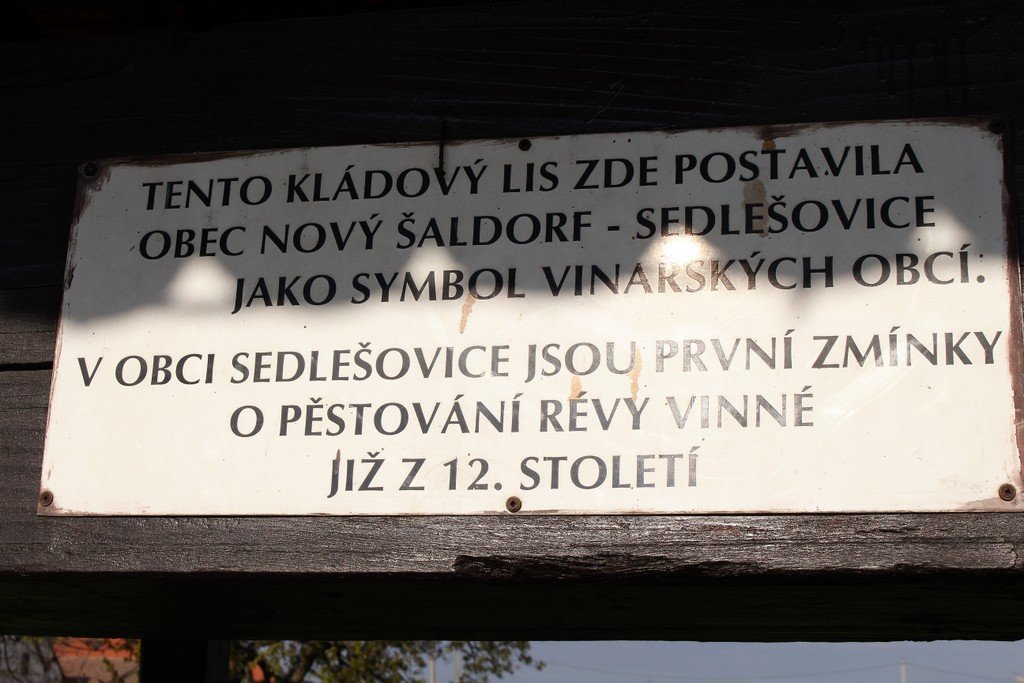 TENTO KLÁDOVÝ LIS ZDE POSTAVILA
OBEC NOVÝ ŠALDORF - SEDLEŠOVICE
JAKO SYMBOL VINARSKÝCH OBCÍ.
V OBCI SEDLEŠOVICE JSOU PRVNÍ ZMÍNKY
O PĚSTOVÁNÍ RÉVY VINNÉ
JIŽ Z 12. STOLETÍ